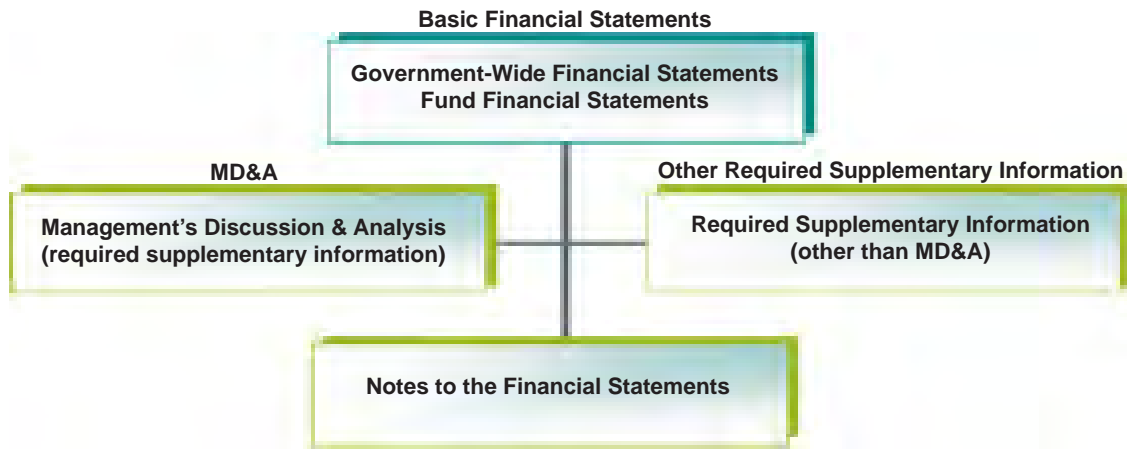 Basic Financial Statements
Government-Wide Financial Statements
Fund Financial Statements
MD&A
Management’s Discussion & Analysis
(required supplementary information)
Other Required Supplementary Information
Required Supplementary Information
(other than MD&A)
Notes to the Financial Statements